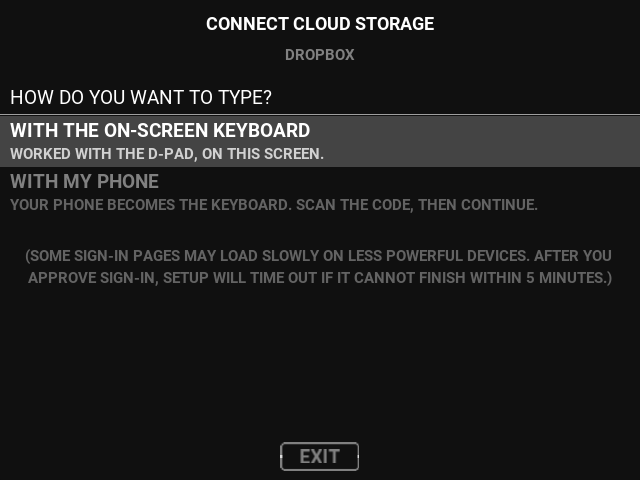 CONNECT CLOUD STORAGE
DROPBOX
HOW DO YOU WANT TO TYPE?
WITH THE ON-SCREEN KEYBOARD
WORKED WITH THE D-PAD, ON THIS SCREEN.
WITH MY PHONE
YOUR PHONE BECOMES THE KEYBOARD. SCAN THE CODE, THEN CONTINUE.
(SOME SIGN-IN PAGES MAY LOAD SLOWLY ON LESS POWERFUL DEVICES. AFTER YOU
APPROVE SIGN-IN, SETUP WILL TIME OUT IF IT CANNOT FINISH WITHIN 5 MINUTES.)
EXIT